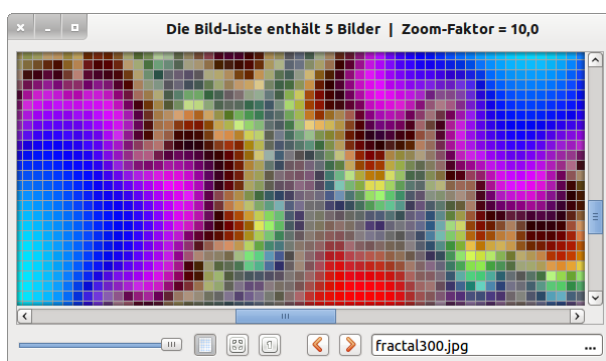 Die Bild-Liste enthält 5 Bilder | Zoom-Faktor = 10,0
fractal300.jpg ...